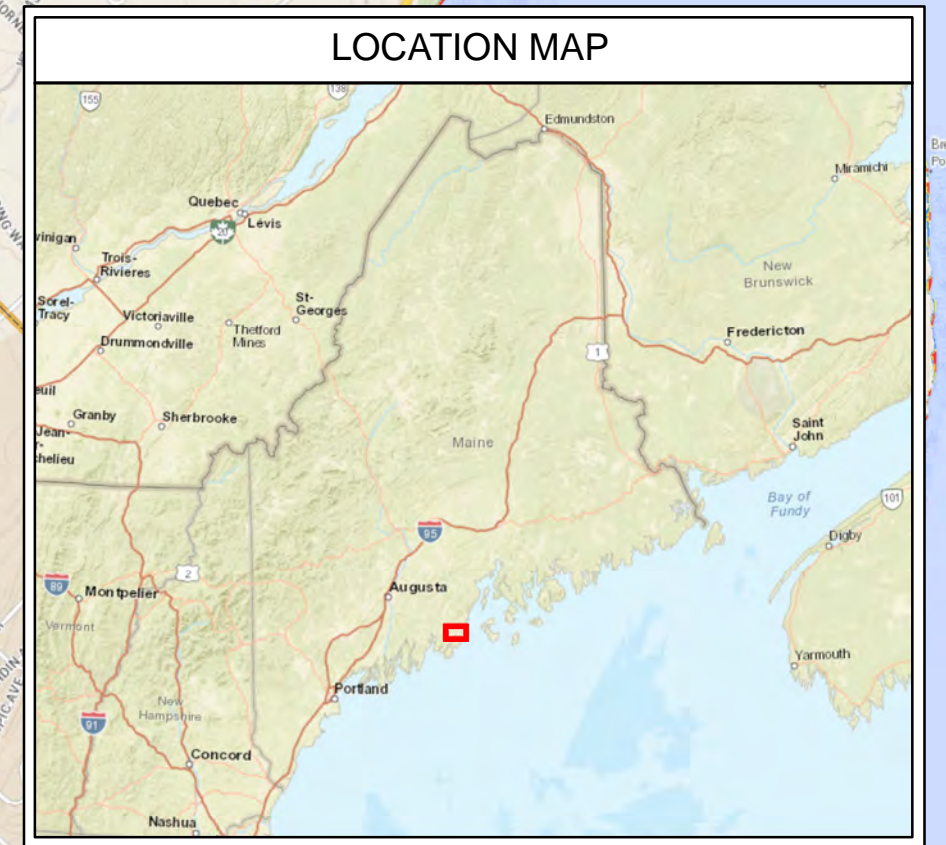 LOCATION MAP
155
138
Edmundston
Miramichi
Quebec
Lévis
20
vinigan
Trois-
Rivieres
New
Brunswick
Sorel-
Tracy
Victoriaville
St-
Georges
Thetford
Mines
Drummondville
Fredericton
1
euil
Granby
Sherbrooke
Jean-
r-
chelieu
Maine
Saint
John
Bay of
Fundy
101
95
Digby
2
89
Montpelier
Augusta
Vermont
Yarmouth
Portland
New
Hampshire
91
Concord
Nashua